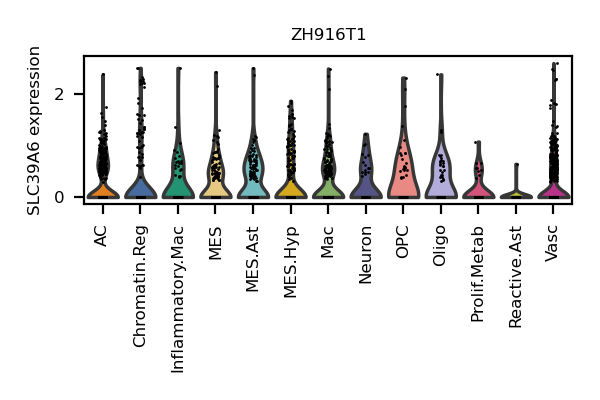 ZH916T1
SLC39A6 expression
2
0
AC
Chromatin.Reg
Inflammatory.Mac
MES
MES.Ast
MES.Hyp
Mac
Neuron
OPC
Oligo
Prolif.Metab
Reactive.Ast
Vasc